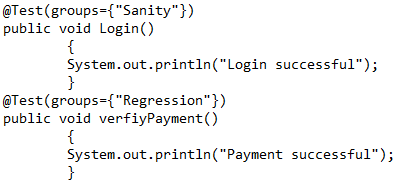 @Test(groups={"Sanity"})
public void Login()
{
System.out.println("Login successful");
}
@Test(groups={"Regression"})
public void verfiyPayment()
{
System.out.println("Payment successful");
}